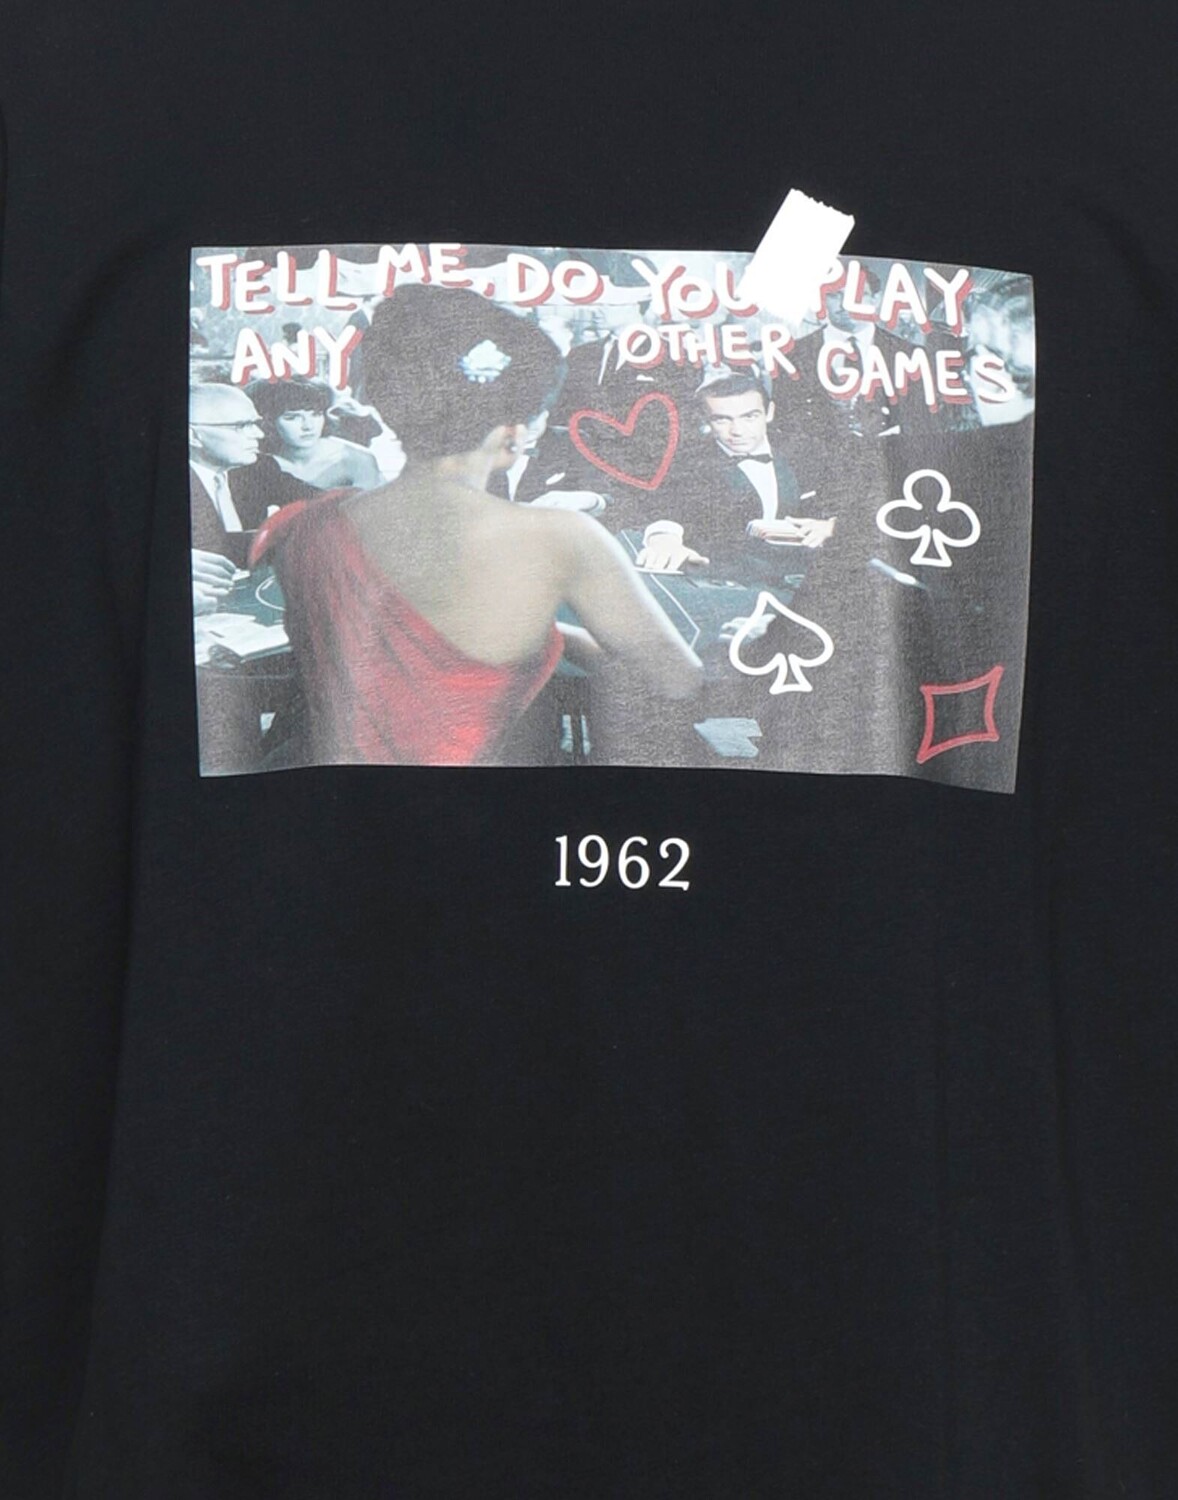 TELL ME, DO YOU PLAY
ANY OTHER GAMES
1962